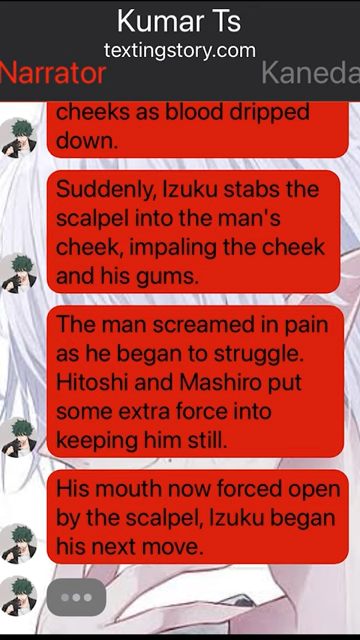 Kumar Ts
textingstory.com
Narrator
Kaneda
cheeks as blood dripped
down.
Suddenly, Izuku stabs the
scalpel into the man's
cheek, impaling the cheek
and his gums.
The man screamed in pain
as he began to struggle.
Hitoshi and Mashiro put
some extra force into
keeping him still.
His mouth now forced open
by the scalpel, Izuku began
his next move.